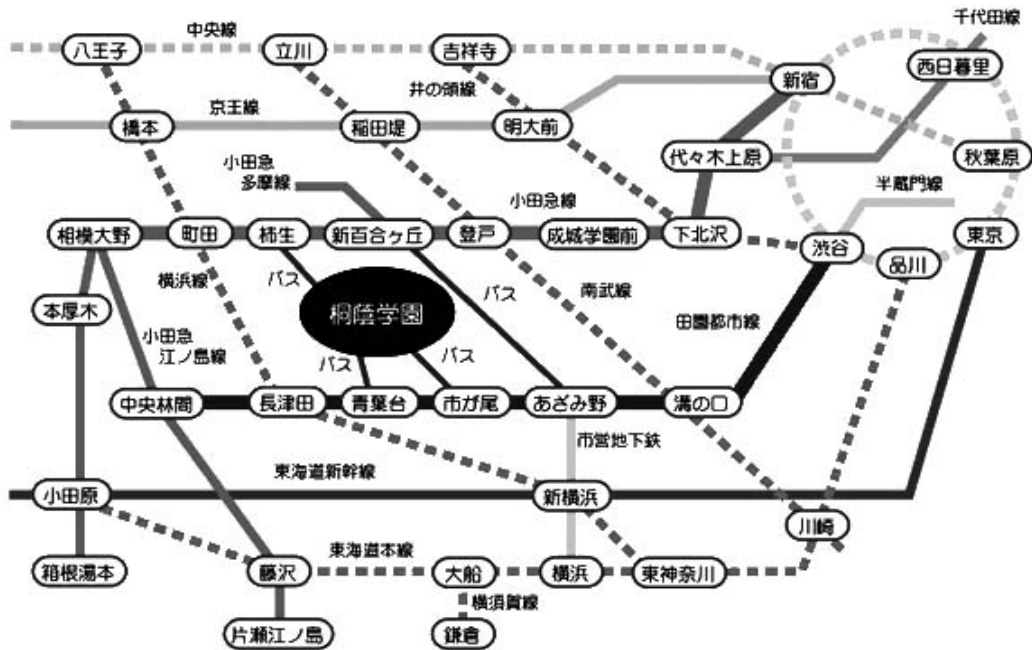 千代田線
中央線
八王子
立川
吉祥寺
西日暮里
新宿
井の頭線
京王線
橋本
稲田堤
明大前
代々木上原
秋葉原
小田急
多摩線
半蔵門線
小田急線
相模大野
町田
柿生
新百合ヶ丘
登戸
成城学園前
下北沢
渋谷
東京
品川
横浜線
バス
バス
南武線
本厚木
桐蔭学園
田園都市線
小田急
江ノ島線
バス
バス
中央林間
長津田
青葉台
市が尾
あざみ野
溝の口
市営地下鉄
東海道新幹線
小田原
新横浜
川崎
東海道本線
箱根湯本
藤沢
大船
横浜
東神奈川
横須賀線
片瀬江ノ島
鎌倉